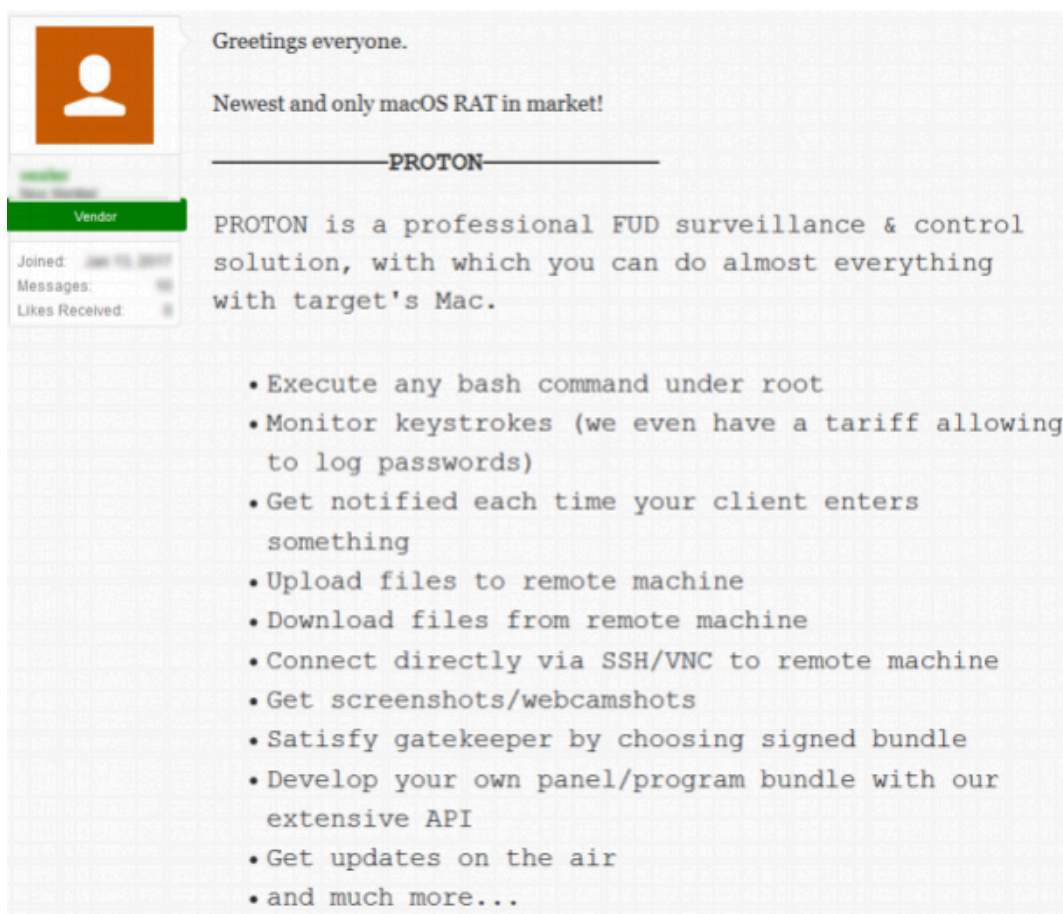 Greetings everyone.
Newest and only macOS RAT in market!
PROTON
Vendor
Joined:
Messages:
Likes Received:
PROTON is a professional FUD surveillance & control
solution, with which you can do almost everything
with target's Mac.
• Execute any bash command under root
• Monitor keystrokes (we even have a tariff allowing
to log passwords)
• Get notified each time your client enters
something
• Upload files to remote machine
• Download files from remote machine
• Connect directly via SSH/VNC to remote machine
• Get screenshots/webcamshots
• Satisfy gatekeeper by choosing signed bundle
• Develop your own panel/program bundle with our
extensive API
• Get updates on the air
• and much more...